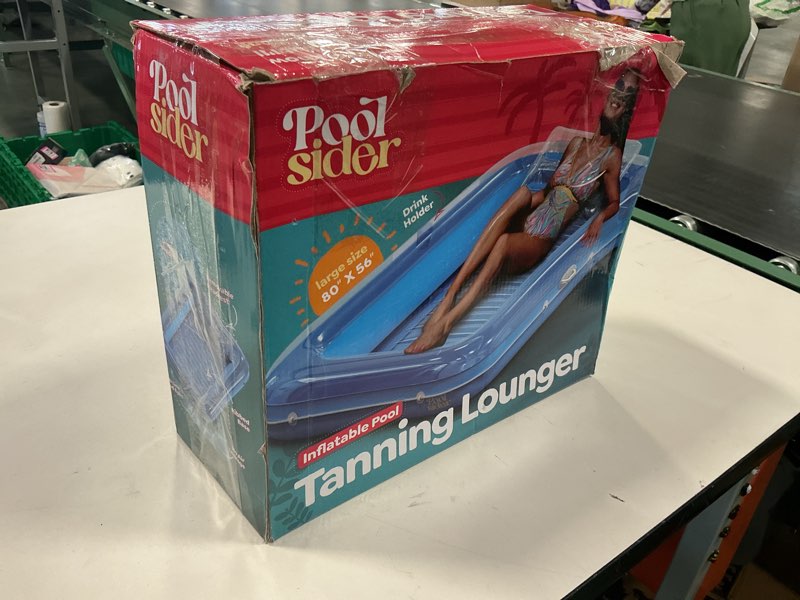 Pool
sider
Pool
sider
Drink
Holder
large size
80" X 56"
Inflatable Pool
Tanning Lounger